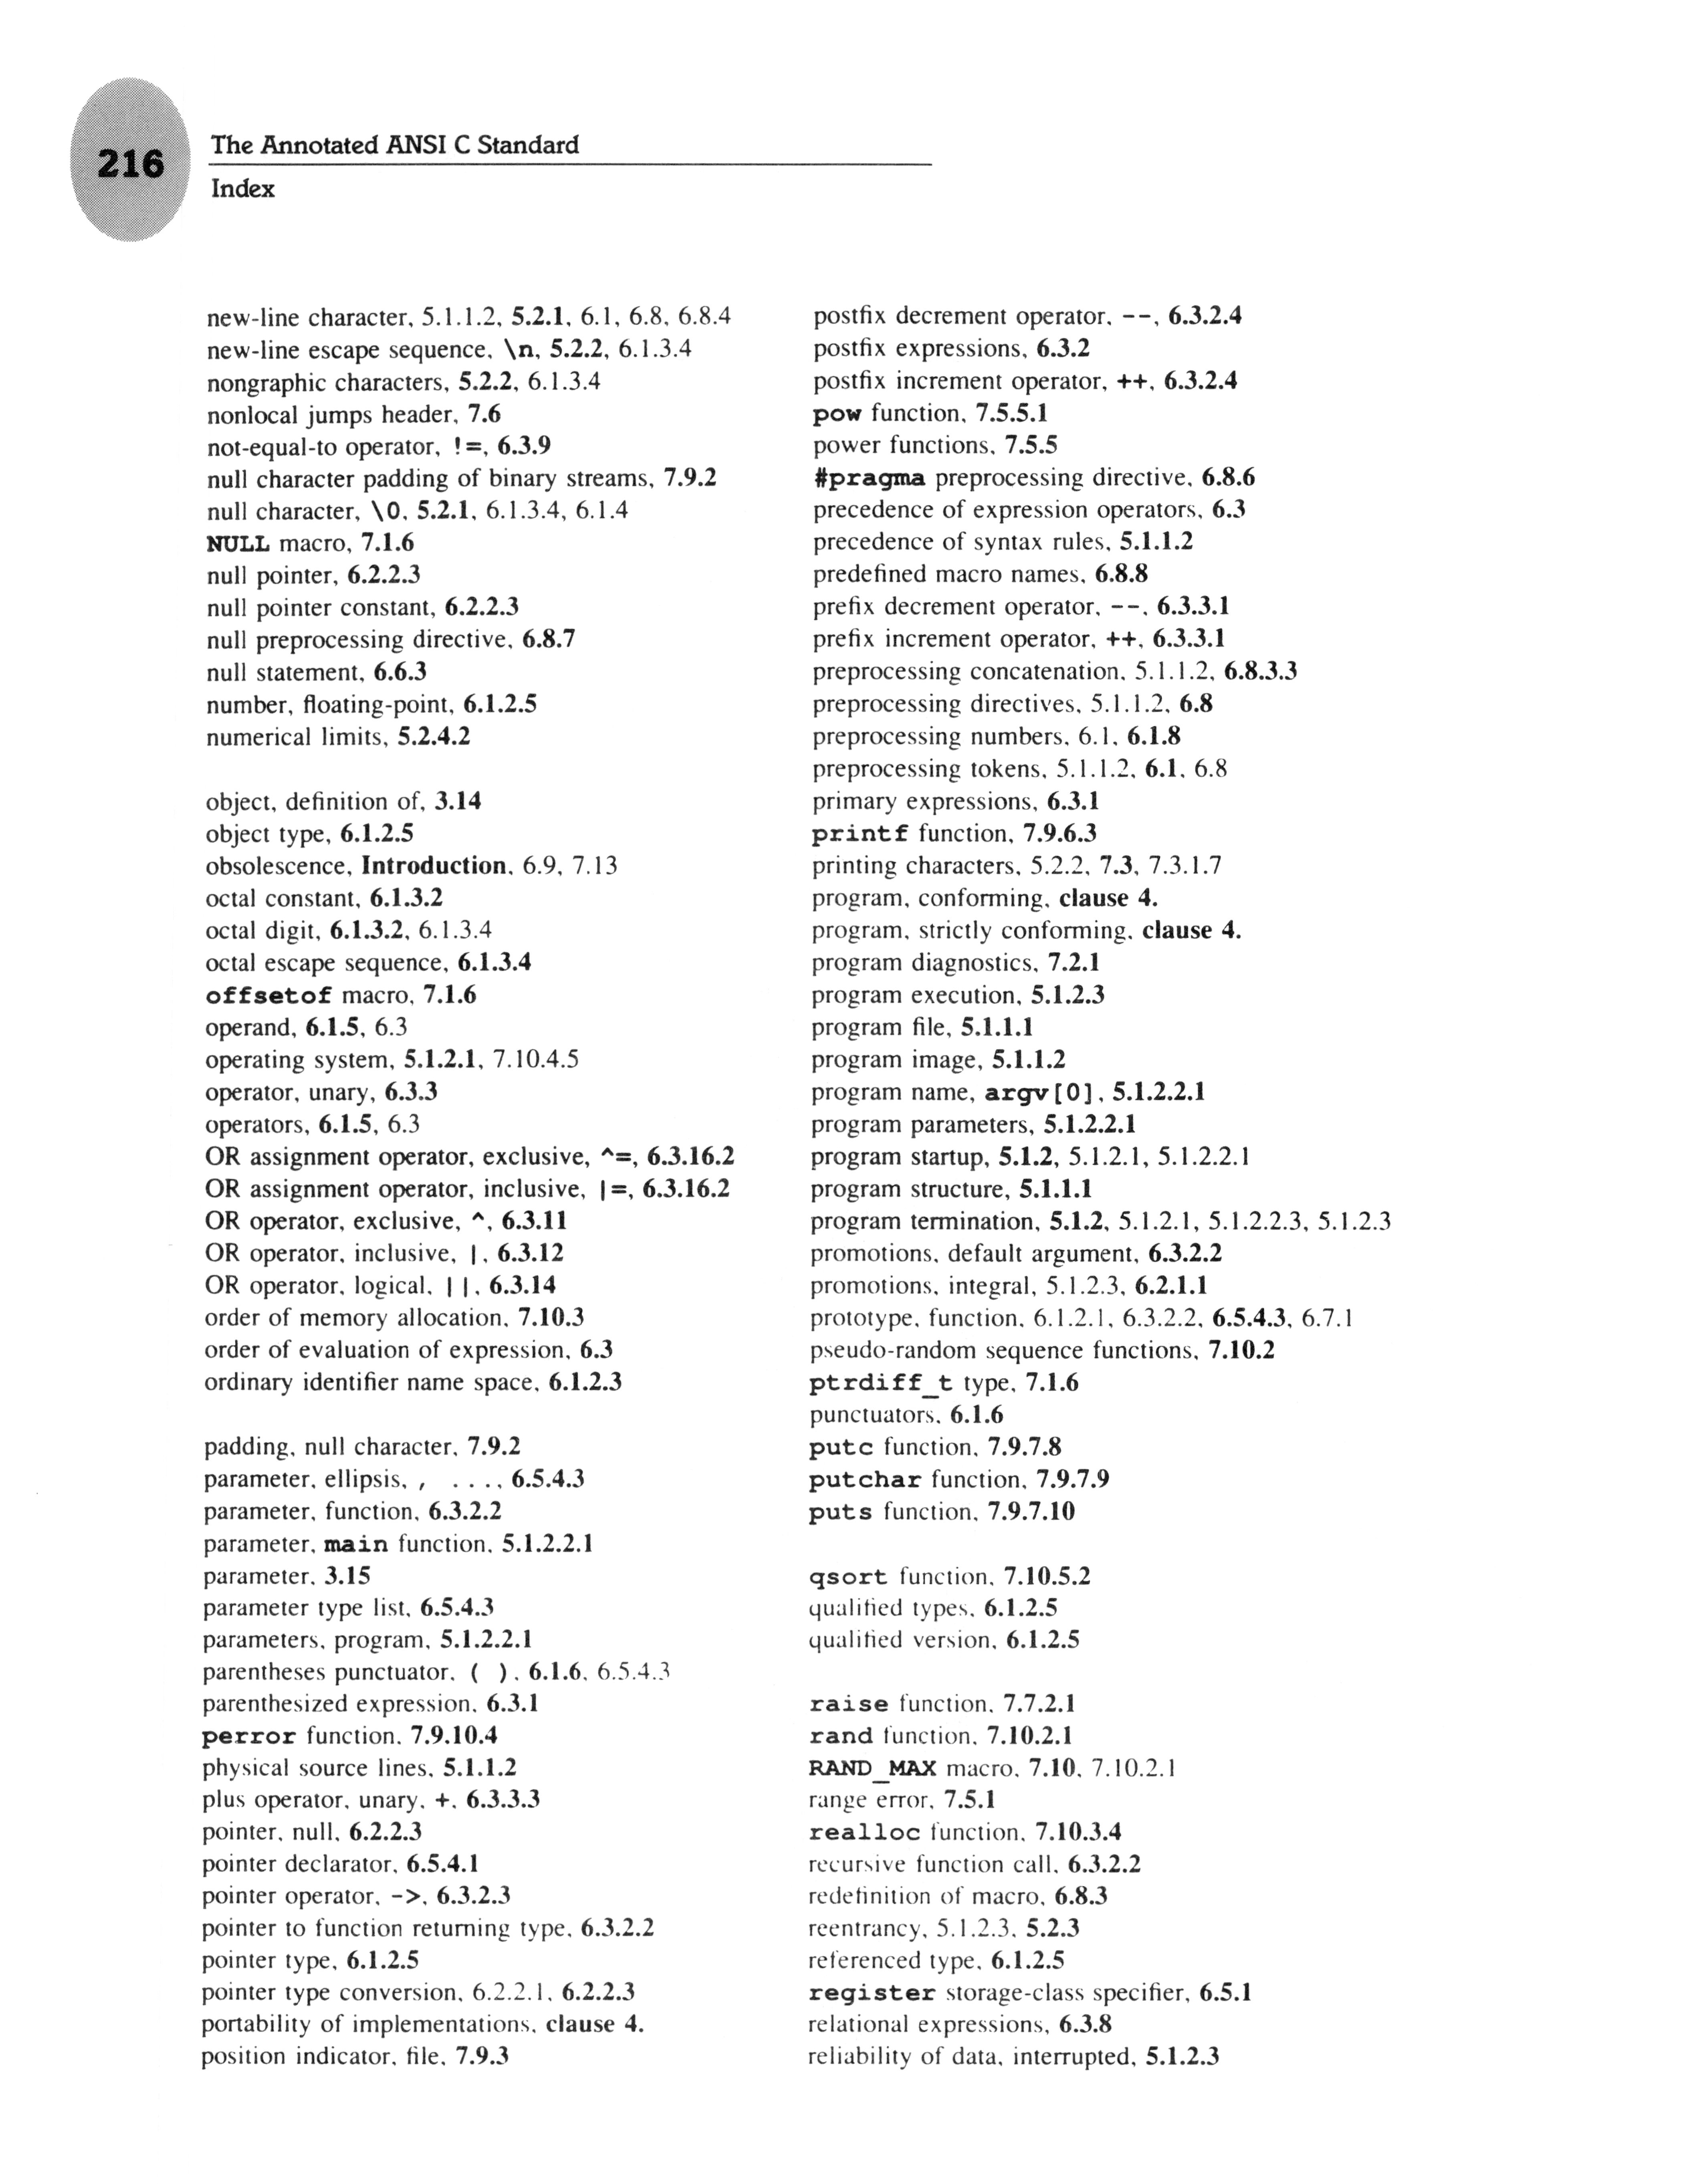 216
The Annotated ANSI C Standard
Index
new-line character, 5.1.1.2, 5.2.1, 6.1, 6.8, 6.8.4
new-line escape sequence, \n, 5.2.2, 6.1.3.4
nongraphic characters, 5.2.2, 6.1.3.4
nonlocal jumps header, 7.6
not-equal-to operator, !=, 6.3.9
null character padding of binary streams, 7.9.2
null character, \0, 5.2.1, 6.1.3.4, 6.1.4
NULL macro, 7.1.6
null pointer, 6.2.2.3
null pointer constant, 6.2.2.3
null preprocessing directive, 6.8.7
null statement, 6.6.3
number, floating-point, 6.1.2.5
numerical limits, 5.2.4.2
object, definition of, 3.14
object type, 6.1.2.5
obsolescence, Introduction, 6.9, 7.13
octal constant, 6.1.3.2
octal digit, 6.1.3.2, 6.1.3.4
octal escape sequence, 6.1.3.4
offsetof macro, 7.1.6
operand, 6.1.5, 6.3
operating system, 5.1.2.1, 7.10.4.5
operator, unary, 6.3.3
operators, 6.1.5, 6.3
OR assignment operator, exclusive, ^=, 6.3.16.2
OR assignment operator, inclusive, |=, 6.3.16.2
OR operator, exclusive, ^, 6.3.11
OR operator, inclusive, |, 6.3.12
OR operator, logical, ||, 6.3.14
order of memory allocation, 7.10.3
order of evaluation of expression, 6.3
ordinary identifier name space, 6.1.2.3
padding, null character, 7.9.2
parameter, ellipsis, , ..., 6.5.4.3
parameter, function, 6.3.2.2
parameter, main function, 5.1.2.2.1
parameter, 3.15
parameter type list, 6.5.4.3
parameters, program, 5.1.2.2.1
parentheses punctuator, ( ), 6.1.6, 6.5.4.3
parenthesized expression, 6.3.1
perror function, 7.9.10.4
physical source lines, 5.1.1.2
plus operator, unary, +, 6.3.3.3
pointer, null, 6.2.2.3
pointer declarator, 6.5.4.1
pointer operator, ->, 6.3.2.3
pointer to function returning type, 6.3.2.2
pointer type, 6.1.2.5
pointer type conversion, 6.2.2.1, 6.2.2.3
portability of implementations, clause 4.
position indicator, file, 7.9.3
postfix decrement operator, --, 6.3.2.4
postfix expressions, 6.3.2
postfix increment operator, ++, 6.3.2.4
pow function, 7.5.5.1
power functions, 7.5.5
#pragma preprocessing directive, 6.8.6
precedence of expression operators, 6.3
precedence of syntax rules, 5.1.1.2
predefined macro names, 6.8.8
prefix decrement operator, --, 6.3.3.1
prefix increment operator, ++, 6.3.3.1
preprocessing concatenation, 5.1.1.2, 6.8.3.3
preprocessing directives, 5.1.1.2, 6.8
preprocessing numbers, 6.1, 6.1.8
preprocessing tokens, 5.1.1.2, 6.1, 6.8
primary expressions, 6.3.1
printf function, 7.9.6.3
printing characters, 5.2.2, 7.3, 7.3.1.7
program, conforming, clause 4.
program, strictly conforming, clause 4.
program diagnostics, 7.2.1
program execution, 5.1.2.3
program file, 5.1.1.1
program image, 5.1.1.2
program name, argv[0], 5.1.2.2.1
program parameters, 5.1.2.2.1
program startup, 5.1.2, 5.1.2.1, 5.1.2.2.1
program structure, 5.1.1.1
program termination, 5.1.2, 5.1.2.1, 5.1.2.2.3, 5.1.2.3
promotions, default argument, 6.3.2.2
promotions, integral, 5.1.2.3, 6.2.1.1
prototype, function, 6.1.2.1, 6.3.2.2, 6.5.4.3, 6.7.1
pseudo-random sequence functions, 7.10.2
ptrdiff_t type, 7.1.6
punctuators, 6.1.6
putc function, 7.9.7.8
putchar function, 7.9.7.9
puts function, 7.9.7.10
qsort function, 7.10.5.2
qualified types, 6.1.2.5
qualified version, 6.1.2.5
raise function, 7.7.2.1
rand function, 7.10.2.1
RAND_MAX macro, 7.10, 7.10.2.1
range error, 7.5.1
realloc function, 7.10.3.4
recursive function call, 6.3.2.2
redefinition of macro, 6.8.3
reentrancy, 5.1.2.3, 5.2.3
referenced type, 6.1.2.5
register storage-class specifier, 6.5.1
relational expressions, 6.3.8
reliability of data, interrupted, 5.1.2.3